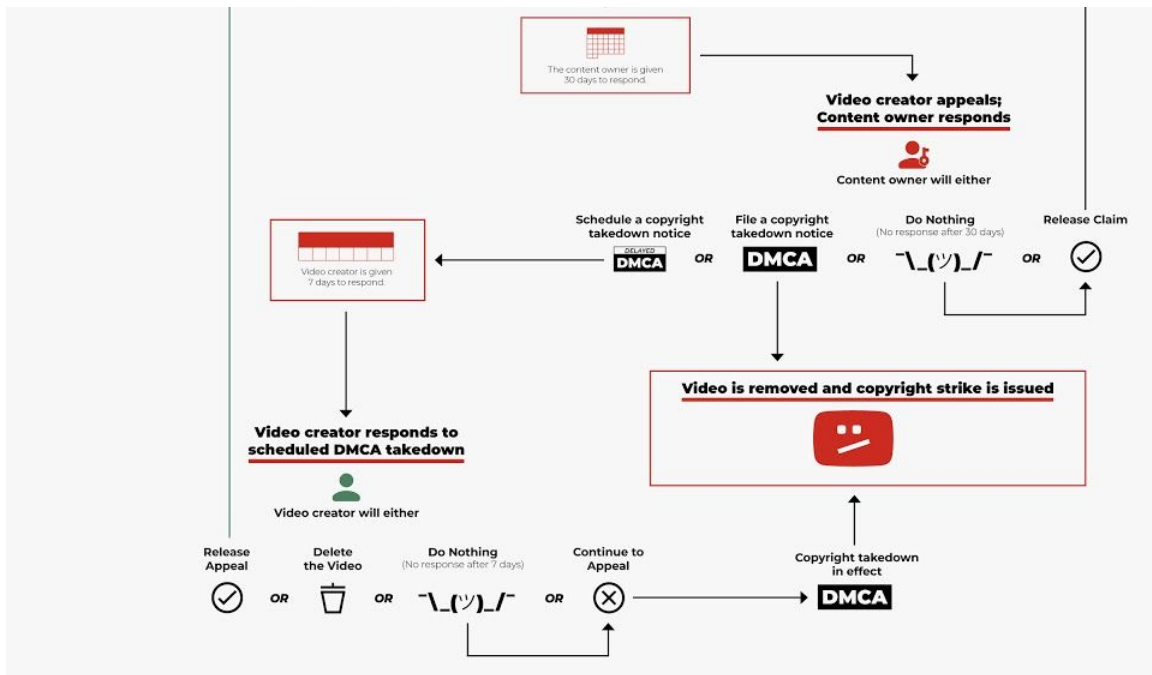 The content owner is given
30 days to respond.
Video creator appeals;
Content owner responds
Content owner will either
Schedule a copyright
takedown notice
DELAYED
DMCA
OR
File a copyright
takedown notice
DMCA
OR
Do Nothing
(No response after 30 days)
¯\_(ツ)_/¯
OR
Release Claim
Video creator is given
7 days to respond.
Video is removed and copyright strike is issued
Video creator responds to
scheduled DMCA takedown
Video creator will either
Release
Appeal
OR
Delete
the Video
OR
Do Nothing
(No response after 7 days)
¯\_(ツ)_/¯
OR
Continue to
Appeal
Copyright takedown
in effect
DMCA